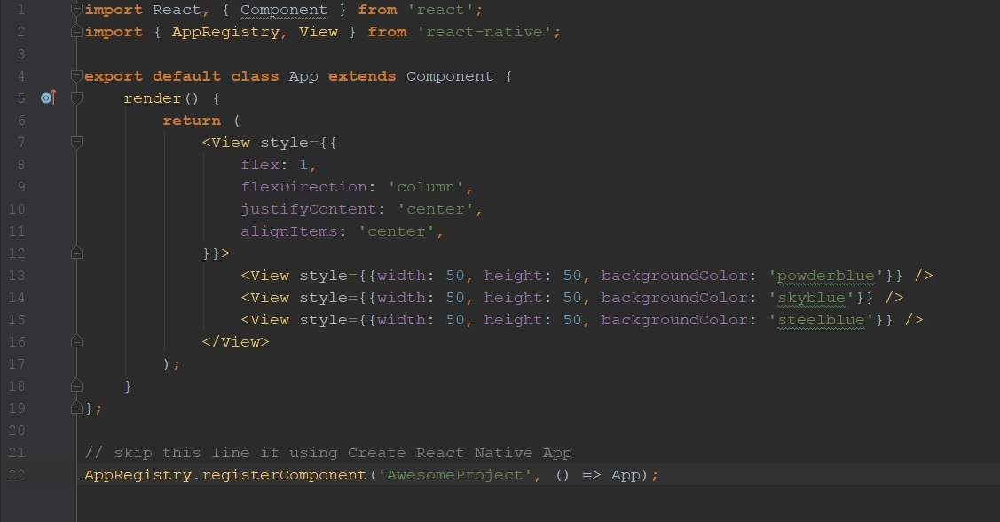 1 import React, { Component } from 'react';
2 import { AppRegistry, View } from 'react-native';
3
4 export default class App extends Component {
5     render() {
6         return (
7             <View style={{
8                 flex: 1,
9                 flexDirection: 'column',
10                 justifyContent: 'center',
11                 alignItems: 'center',
12             }}>
13                 <View style={{width: 50, height: 50, backgroundColor: 'powderblue'}} />
14                 <View style={{width: 50, height: 50, backgroundColor: 'skyblue'}} />
15                 <View style={{width: 50, height: 50, backgroundColor: 'steelblue'}} />
16             </View>
17         );
18     }
19 };
20
21 // skip this line if using Create React Native App
22 AppRegistry.registerComponent('AwesomeProject', () => App);